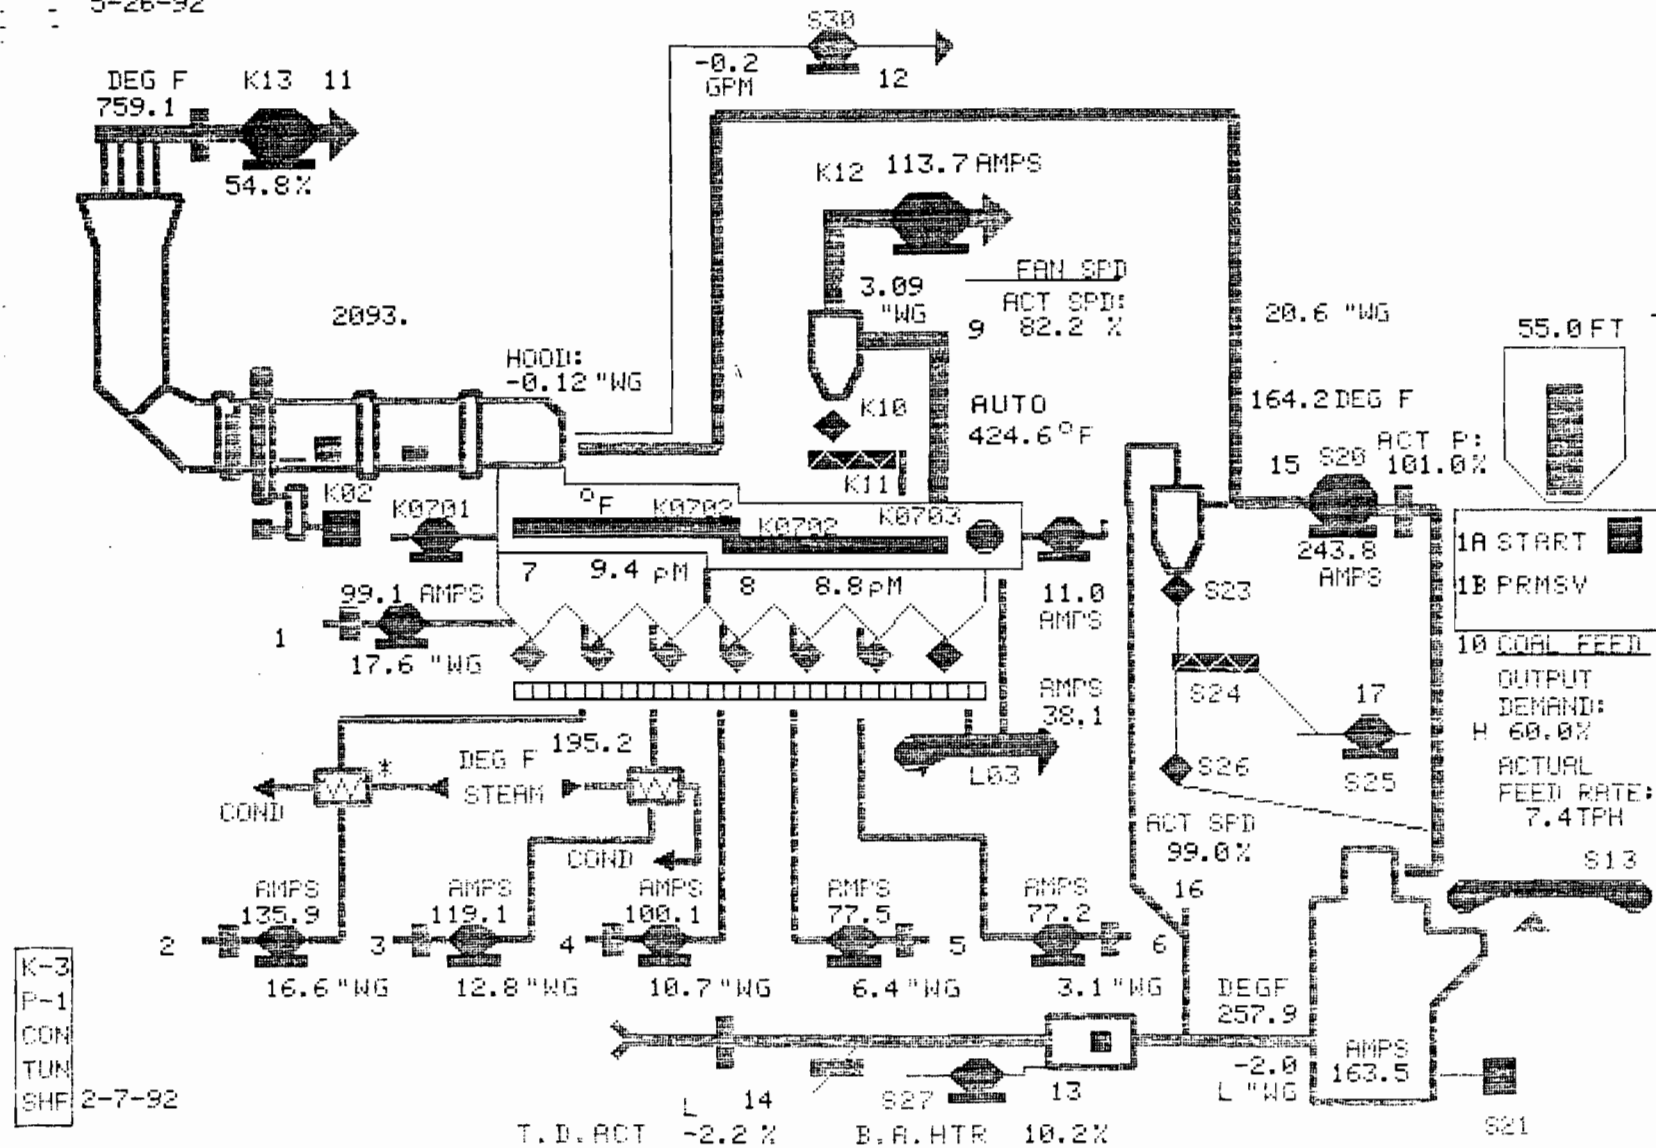 5-26-92
S30
-0.2
GPM
12
DEG F
759.1
K13
11
54.8%
K12
113.7 AMPS
3.09
"WG
FAN SPD
ACT SPD:
82.2 %
9
20.6 "WG
55.0 FT
2093.
HOOD:
-0.12 "WG
K10
AUTO
424.6°F
164.2 DEG F
ACT P:
101.0%
15
S20
K11
243.8
AMPS
K02
K0701
°F
K0702
K0702
K0703
1A START
1B PRMSV
7
9.4 pM
8
8.8 pM
11.0
AMPS
S23
99.1 AMPS
1
17.6 "WG
10 COAL FEED
OUTPUT
DEMAND:
H 60.0%
ACTUAL
FEED RATE:
7.4 TPH
S24
17
S25
AMPS
38.1
L03
S26
195.2
DEG F
STEAM
*
COND
COND
ACT SPD
99.0%
16
S13
AMPS
135.9
AMPS
119.1
AMPS
100.1
AMPS
77.5
AMPS
77.2
2
3
4
5
6
16.6 "WG
12.8 "WG
10.7 "WG
6.4 "WG
3.1 "WG
DEGF
257.9
-2.0
L "WG
AMPS
163.5
S21
K-3
P-1
CON
TUN
SHF
2-7-92
L
14
S27
13
T.D.ACT -2.2 %
B.A.HTR 10.2%